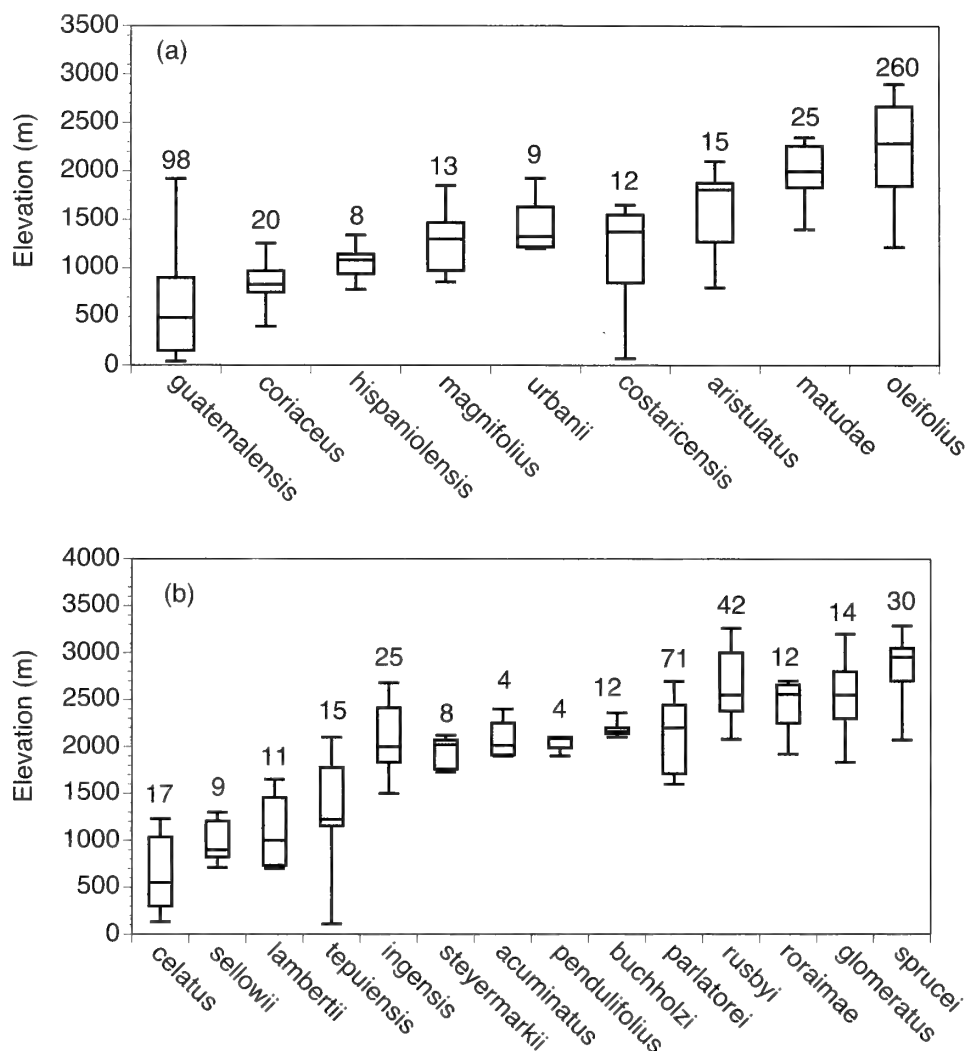 (a)
Elevation (m)
3500
3000
2500
2000
1500
1000
500
0
98
20
8
13
9
12
15
25
260
guatemalensis
coriaceus
hispaniolensis
magnifolius
urbanii
costaricensis
aristulatus
matudae
oleifolius
(b)
Elevation (m)
4000
3500
3000
2500
2000
1500
1000
500
0
17
9
11
15
25
8
4
4
12
71
42
12
14
30
celatus
sellowii
lambertii
tepuiensis
ingensis
steyermarkii
acuminatus
pendulifolius
buchholzi
parlatorei
rusbyi
roraimae
glomeratus
sprucei